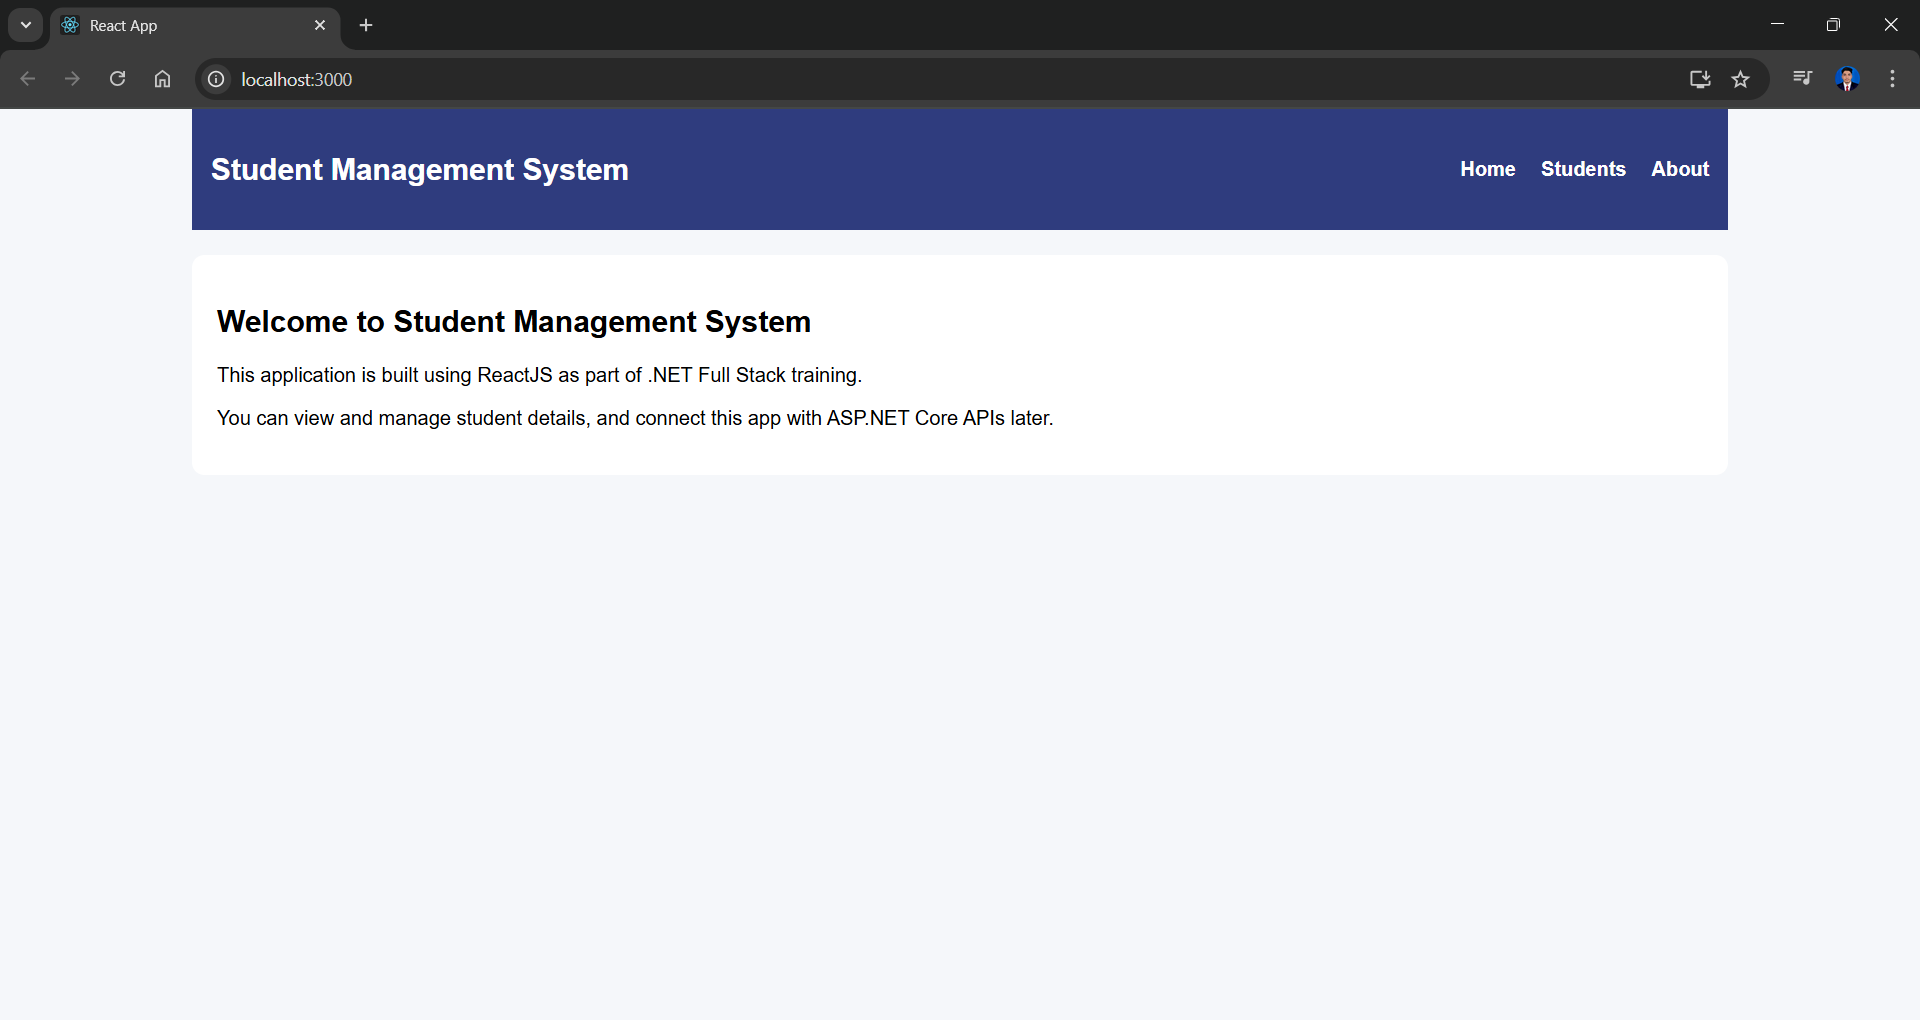 React App
localhost:3000
Student Management System
Home Students About
Welcome to Student Management System
This application is built using ReactJS as part of .NET Full Stack training.
You can view and manage student details, and connect this app with ASP.NET Core APIs later.